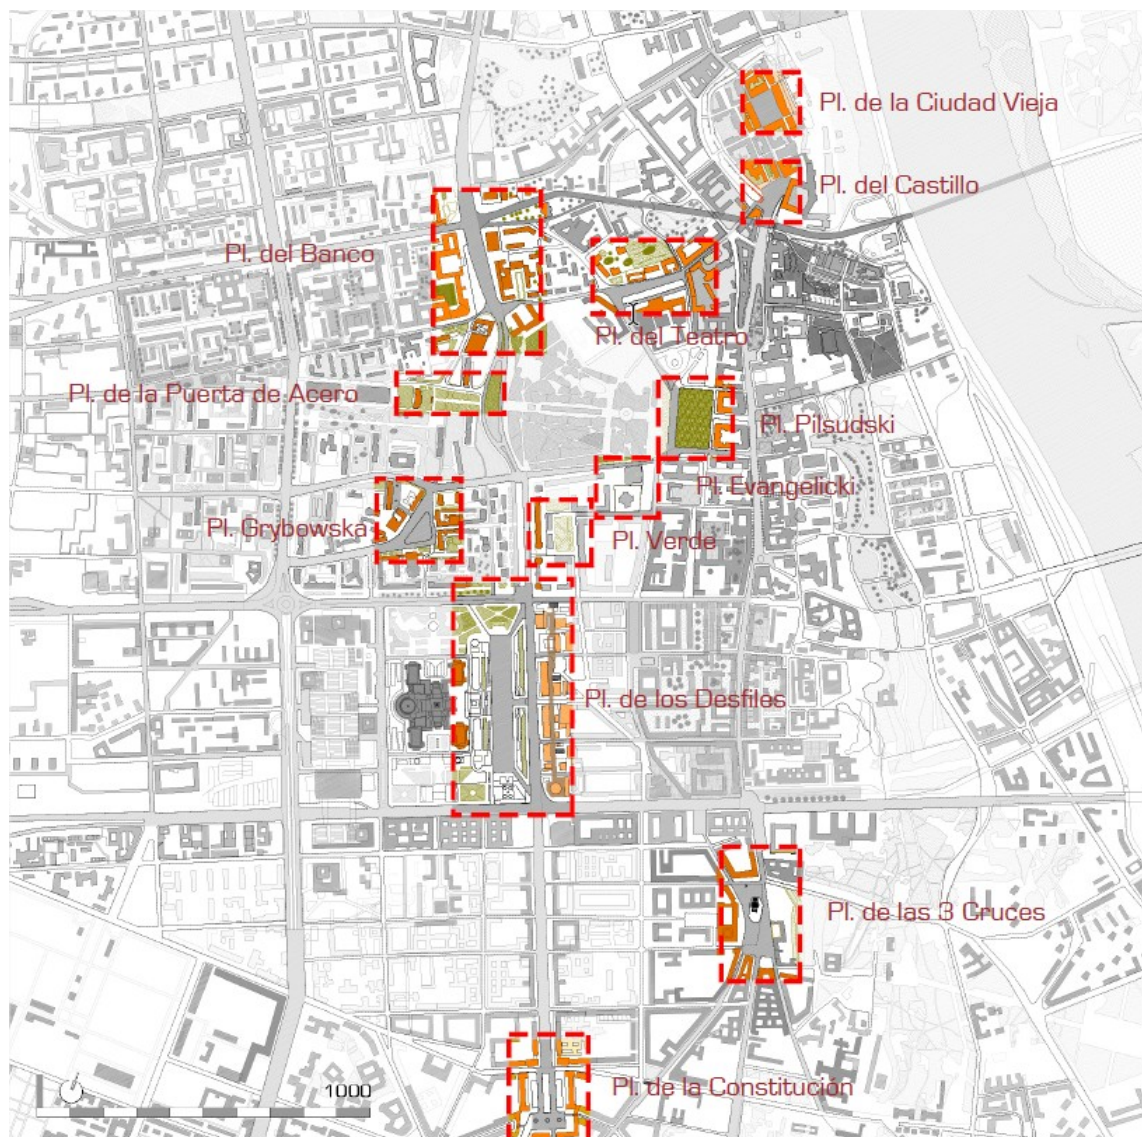 Pl. de la Ciudad Vieja
Pl. del Castillo
Pl. del Banco
Pl. del Teatro
Pl. de la Puerta de Acero
Pl. Pilsudski
Pl. Evangelicki
Pl. Grybowska
Pl. Verde
Pl. de los Desfiles
Pl. de las 3 Cruces
Pl. de la Constitución
1000